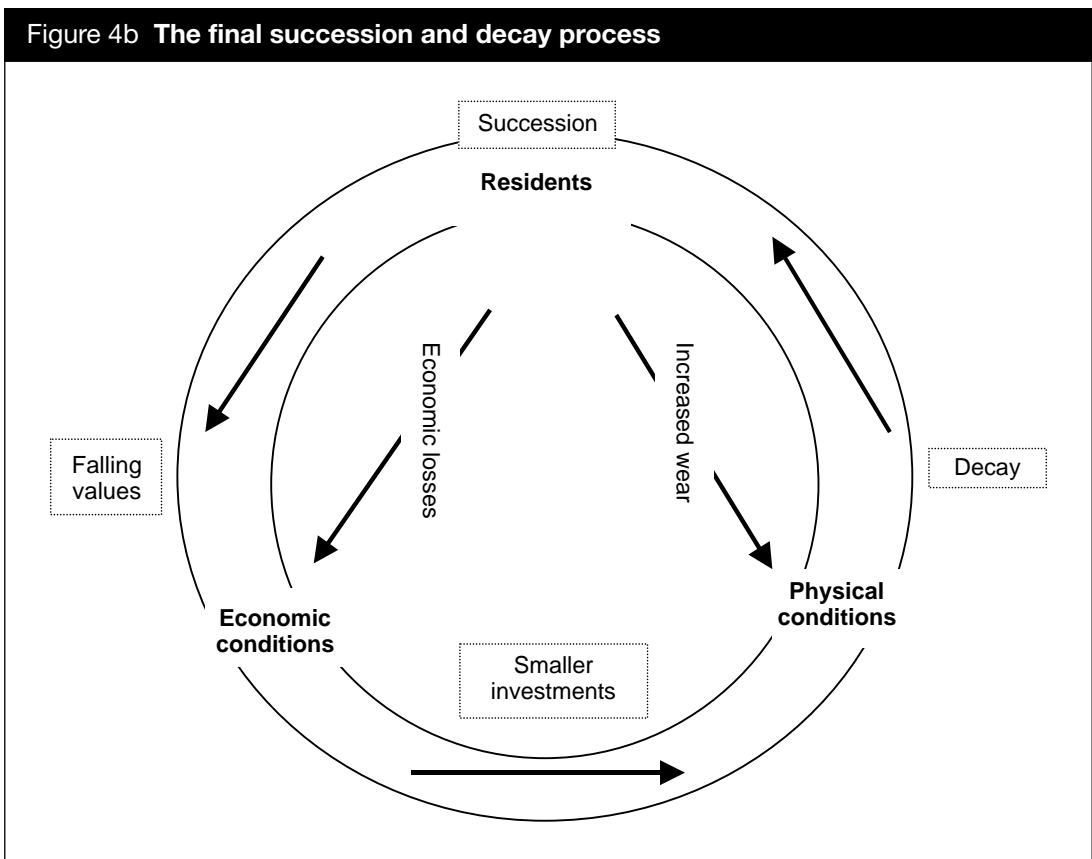 Figure 4b The final succession and decay process
Succession
Residents
Economic losses
Increased wear
Falling
values
Decay
Economic
conditions
Physical
conditions
Smaller
investments